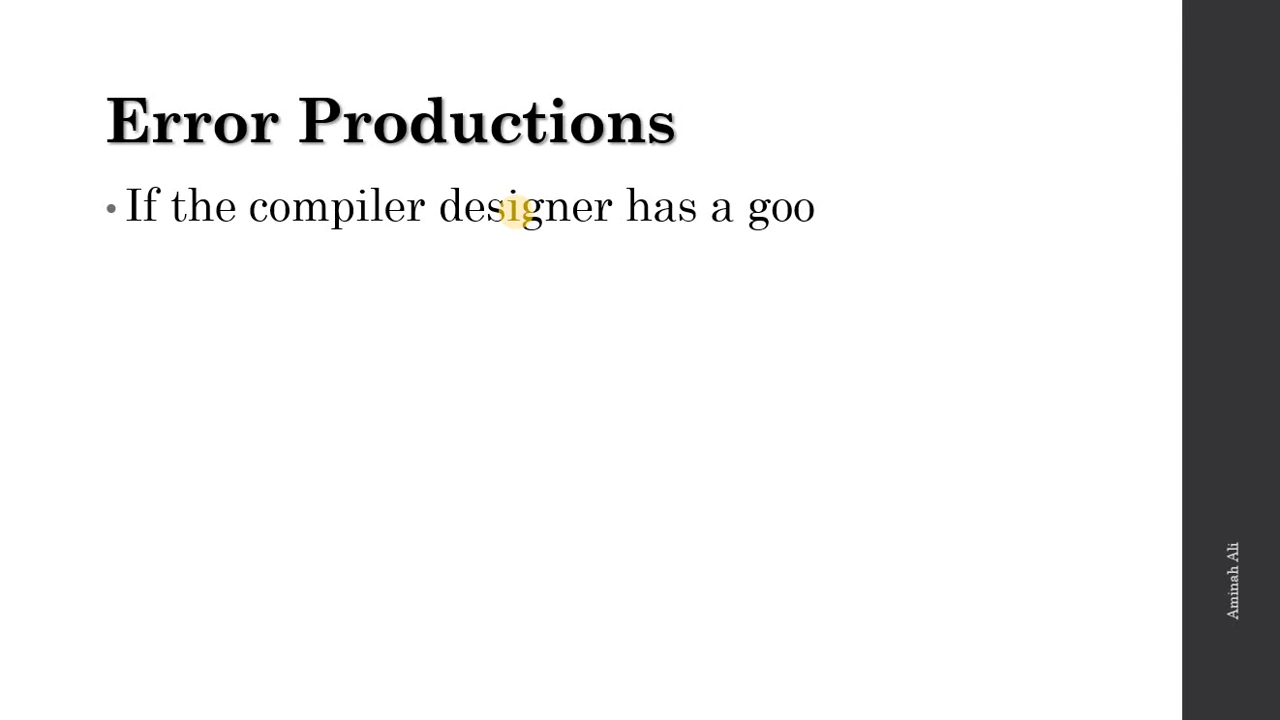 Error Productions
• If the compiler designer has a goo
Aminah Ali